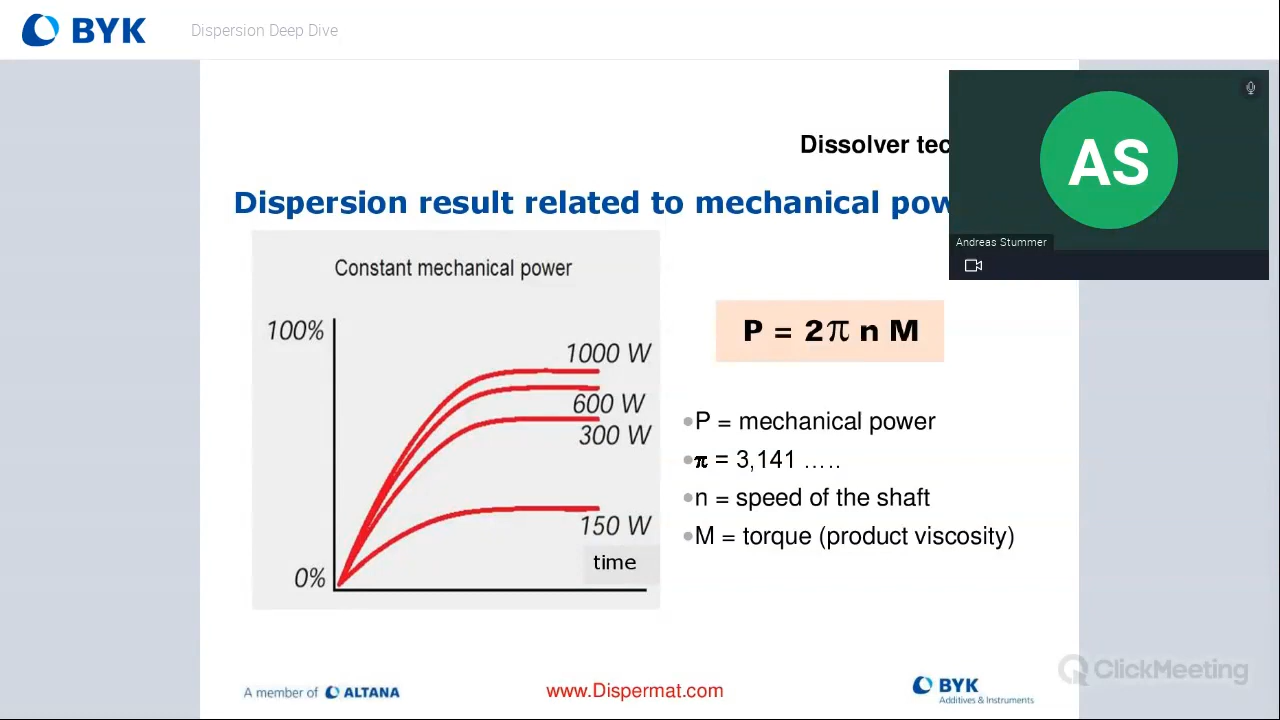 BYK
Dispersion Deep Dive
AS
Andreas Stummer
Dissolver tec
Dispersion result related to mechanical pow
Constant mechanical power
100%
1000 W
600 W
300 W
150 W
time
0%
P = 2π n M
P = mechanical power
π = 3,141 …..
n = speed of the shaft
M = torque (product viscosity)
A member of ALTANA
www.Dispermat.com
BYK
Additives & Instruments
ClickMeeting